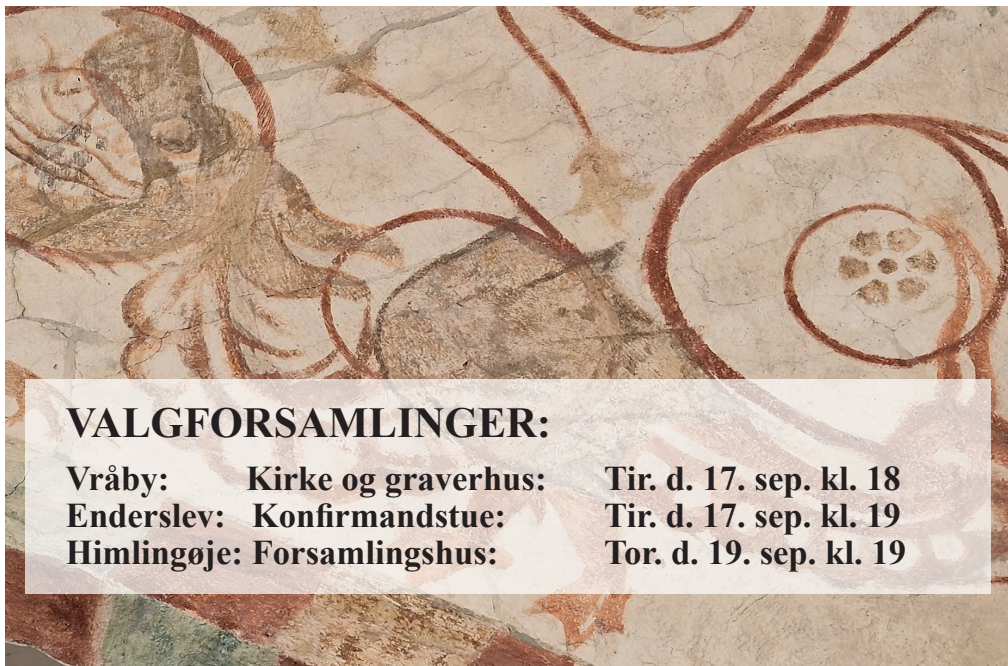 VALGFORSAMLINGER:
Vråby: Kirke og graverhus: Tir. d. 17. sep. kl. 18
Enderslev: Konfirmandstue: Tir. d. 17. sep. kl. 19
Himlingøje: Forsamlingshus: Tor. d. 19. sep. kl. 19